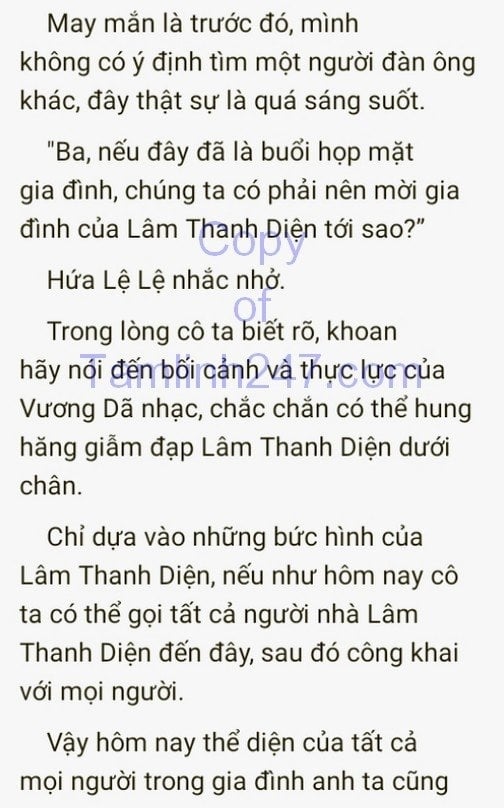 May mắn là trước đó, mình
không có ý định tìm một người đàn ông
khác, đây thật sự là quá sáng suốt.
"Ba, nếu đây đã là buổi họp mặt
gia đình, chúng ta có phải nên mời gia
đình của Lâm Thanh Diện tới sao?”
Copy
Hứa Lệ Lệ nhắc nhở.
of
Trong lòng cô ta biết rõ, khoan
hãy nói đến bối cảnh và thực lực của
Tamlinh247.com
Vương Dã nhạc, chắc chắn có thể hung
hăng giẫm đạp Lâm Thanh Diện dưới
chân.
Chỉ dựa vào những bức hình của
Lâm Thanh Diện, nếu như hôm nay cô
ta có thể gọi tất cả người nhà Lâm
Thanh Diện đến đây, sau đó công khai
với mọi người.
Vậy hôm nay thể diện của tất cả
mọi người trong gia đình anh ta cũng